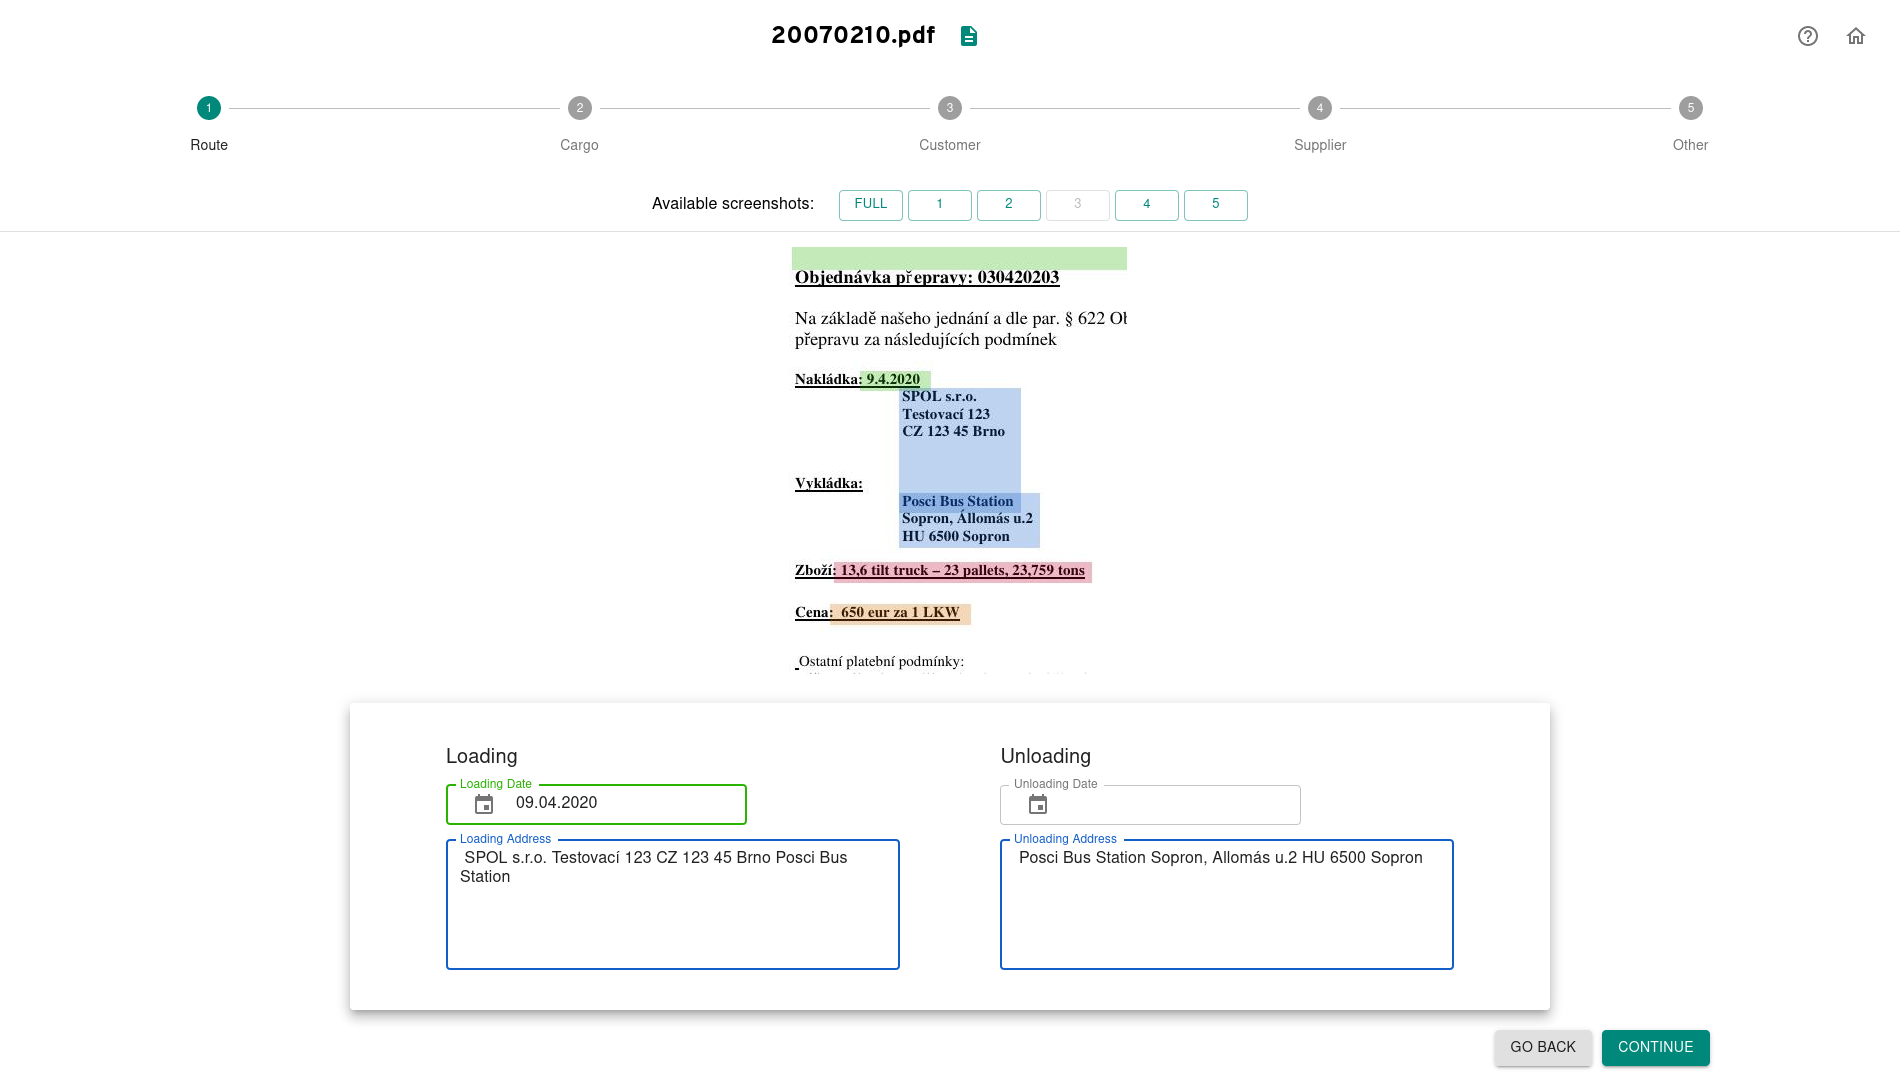 20070210.pdf
1
2
3
4
5
Route
Cargo
Customer
Supplier
Other
Available screenshots:
FULL
1
2
3
4
5
Objednávka přepravy: 030420203
Na základě našeho jednání a dle par. § 622
přepravu za následujících podmínek
Nakládka: 9.4.2020
SPOL s.r.o.
Testovací 123
CZ 123 45 Brno
Vykládka:
Posci Bus Station
Sopron, Állomás u.2
HU 6500 Sopron
Zboží: 13,6 tilt truck – 23 pallets, 23,759 tons
Cena: 650 eur za 1 LKW
Ostatní platební podmínky:
Loading
Unloading
Loading Date
09.04.2020
Unloading Date
Loading Address
SPOL s.r.o. Testovací 123 CZ 123 45 Brno Posci Bus
Station
Unloading Address
Posci Bus Station Sopron, Allomás u.2 HU 6500 Sopron
GO BACK
CONTINUE